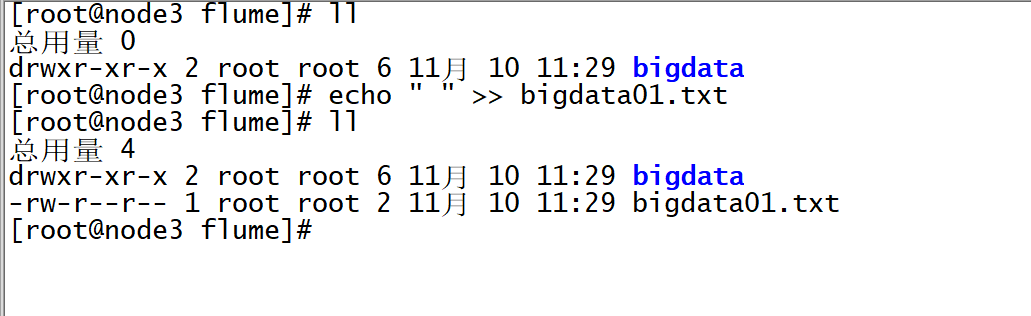 [root@node3 flume]# ll
总用量 0
drwxr-xr-x 2 root root 6 11月 10 11:29 bigdata
[root@node3 flume]# echo " " >> bigdata01.txt
[root@node3 flume]# ll
总用量 4
drwxr-xr-x 2 root root 6 11月 10 11:29 bigdata
-rw-r--r-- 1 root root 2 11月 10 11:29 bigdata01.txt
[root@node3 flume]#